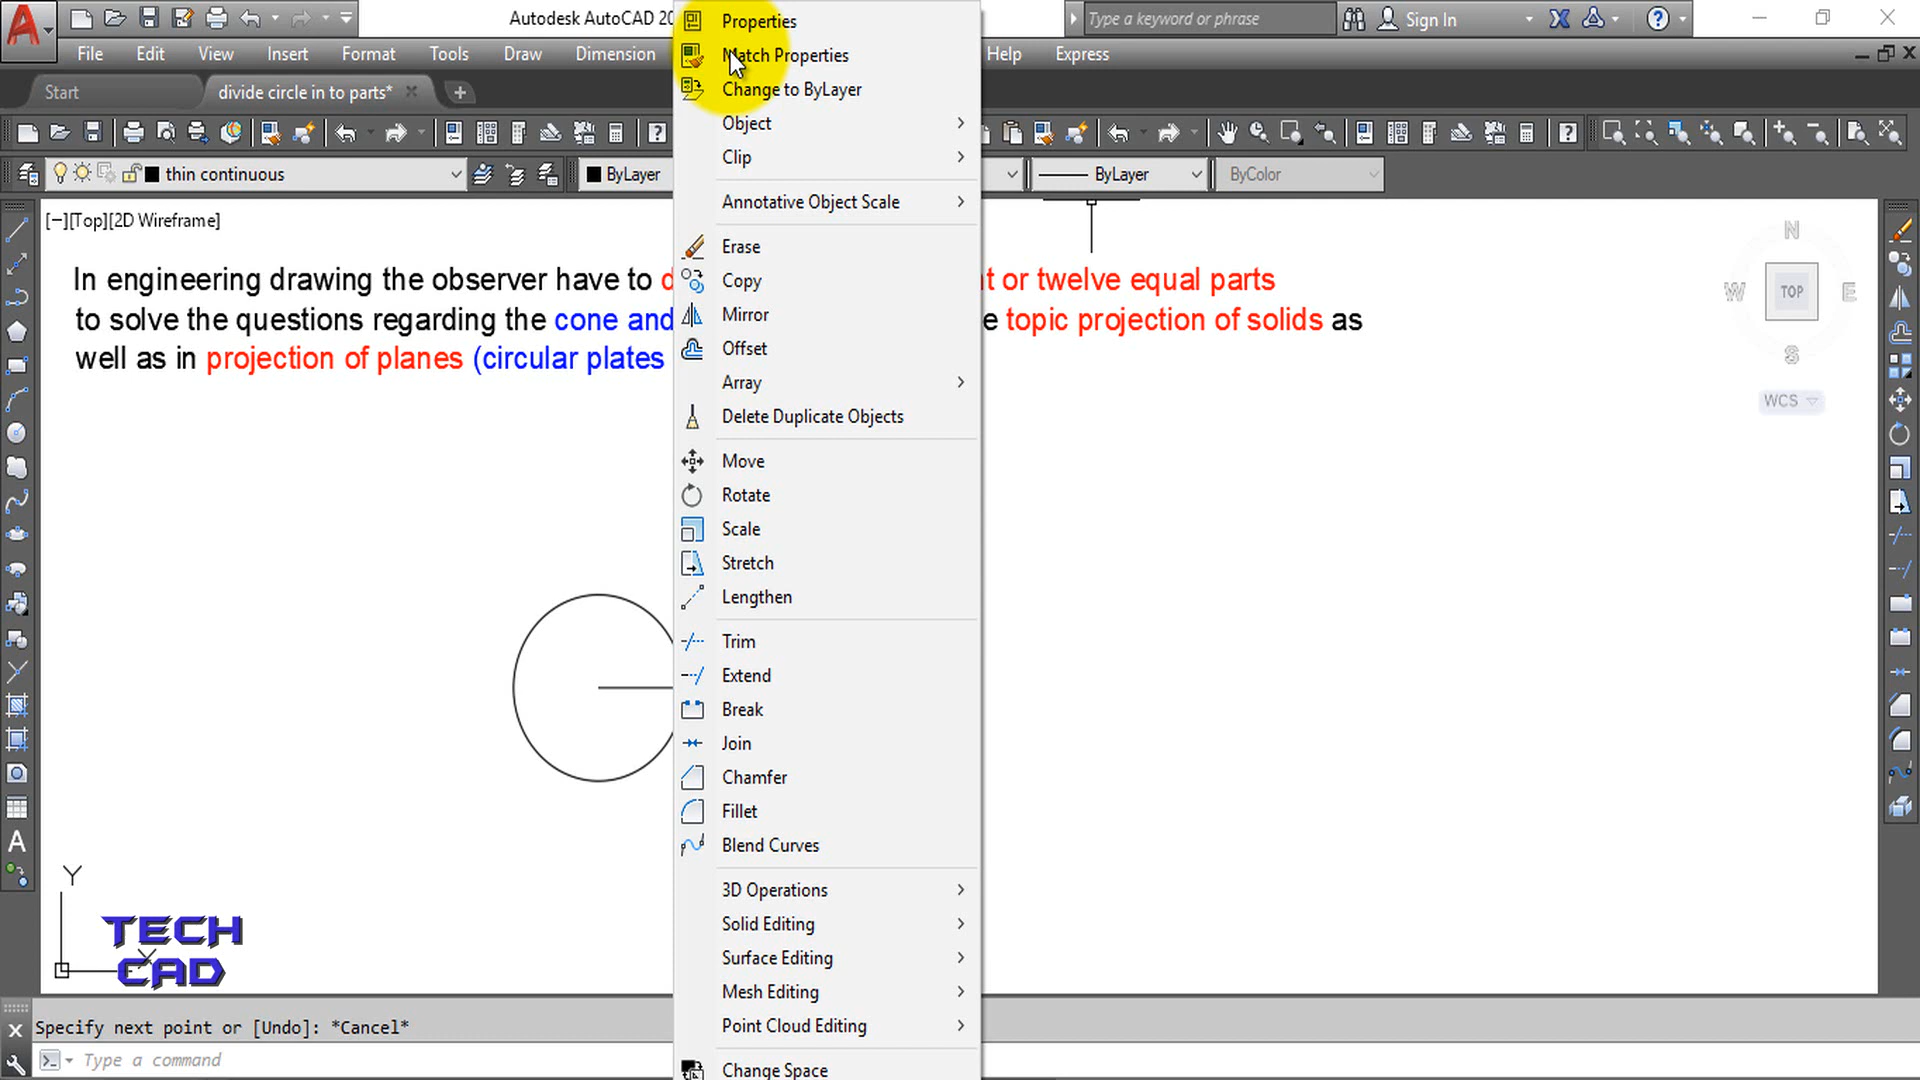 Autodesk AutoCAD 20
Type a keyword or phrase
Sign In
File Edit View Insert Format Tools Draw Dimension Help Express
Start
divide circle in to parts*
thin continuous
ByLayer
ByLayer
ByColor
[−][Top][2D Wireframe]
In engineering drawing the observer have to
or twelve equal parts
to solve the questions regarding the cone and
topic projection of solids as
well as in projection of planes (circular plates
Properties
Match Properties
Change to ByLayer
Object
Clip
Annotative Object Scale
Erase
Copy
Mirror
Offset
Array
Delete Duplicate Objects
Move
Rotate
Scale
Stretch
Lengthen
Trim
Extend
Break
Join
Chamfer
Fillet
Blend Curves
3D Operations
Solid Editing
Surface Editing
Mesh Editing
Point Cloud Editing
Change Space
N
W TOP E
S
WCS
Y
X
TECH
CAD
Specify next point or [Undo]: *Cancel*
Type a command